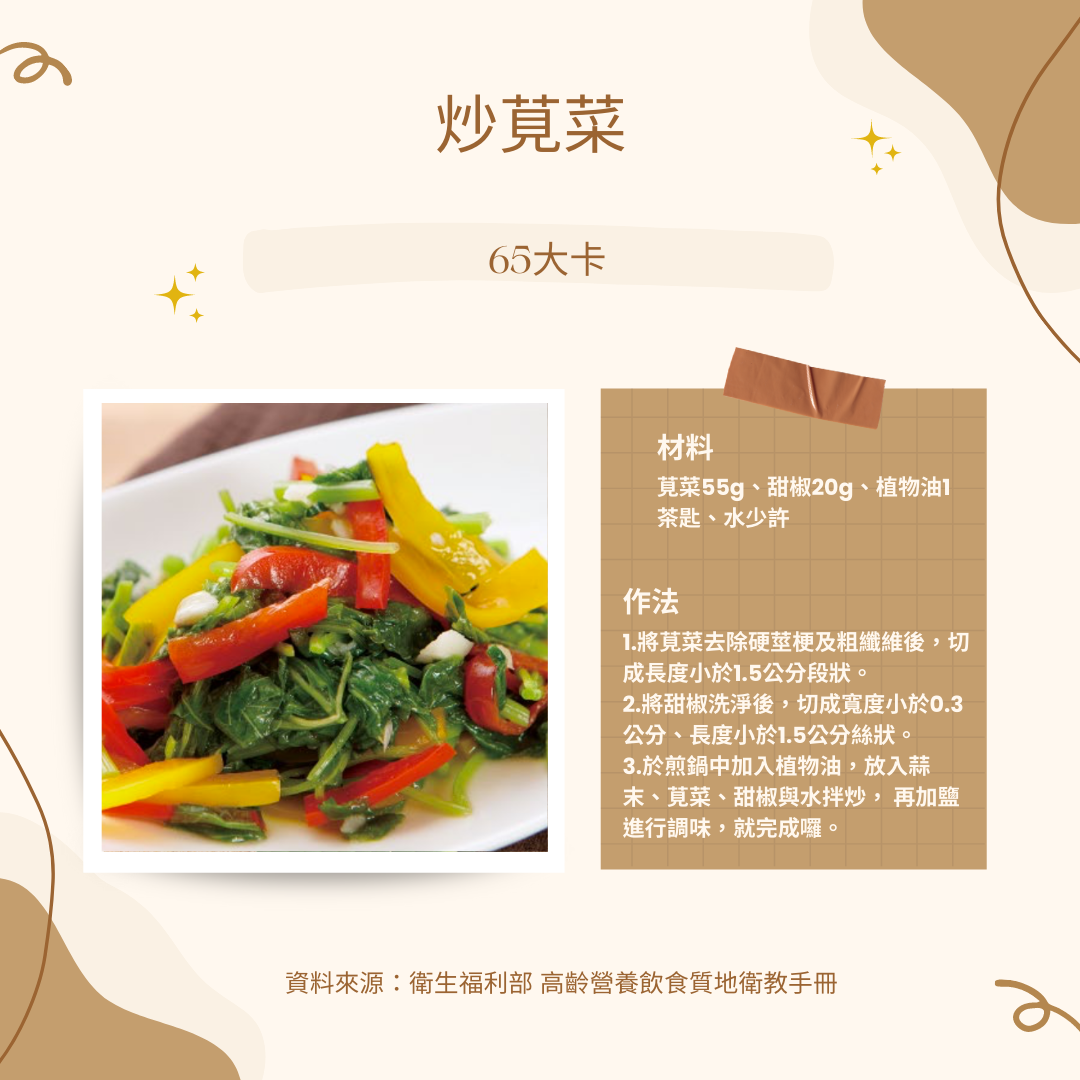 炒莧菜
65大卡
材料
莧菜55g、甜椒20g、植物油1
茶匙、水少許
作法
1.將莧菜去除硬莖梗及粗纖維後，切
成長度小於1.5公分段狀。
2.將甜椒洗淨後，切成寬度小於0.3
公分、長度小於1.5公分絲狀。
3.於煎鍋中加入植物油，放入蒜
末、莧菜、甜椒與水拌炒， 再加鹽
進行調味，就完成囉。
資料來源：衛生福利部 高齡營養飲食質地衛教手冊